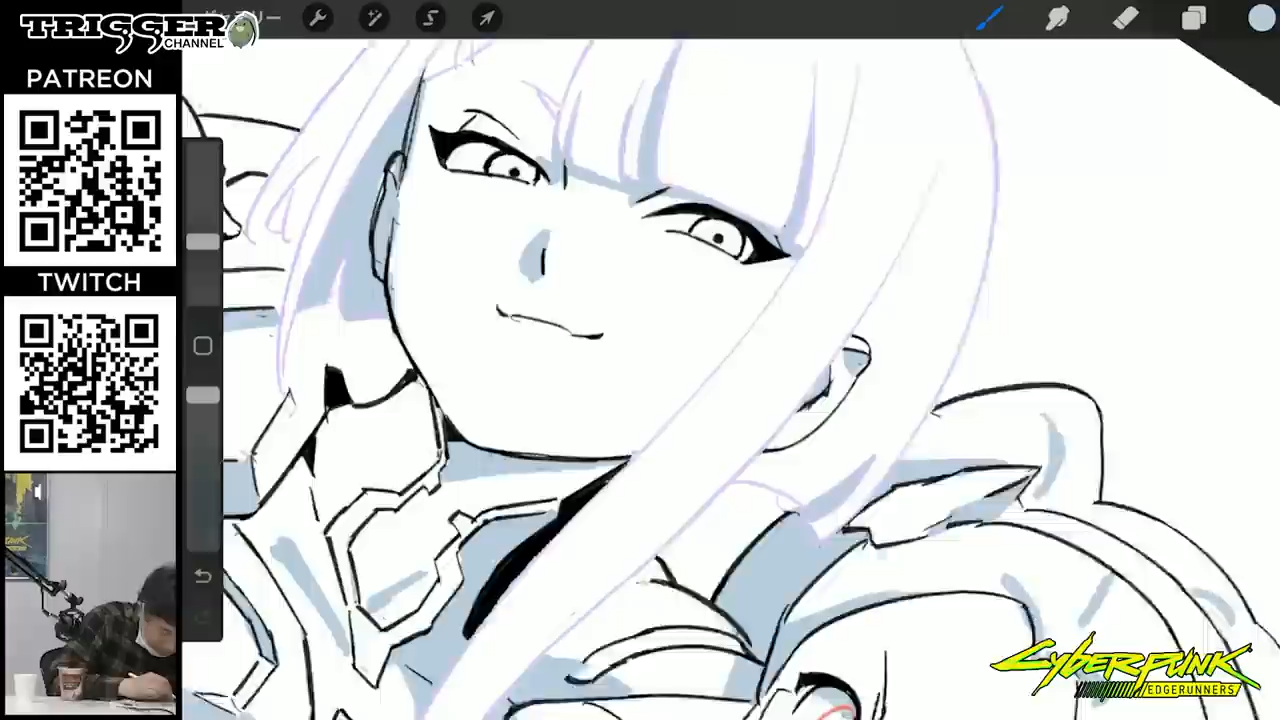 TRIGGER
CHANNEL
PATREON
TWITCH
CYBERPUNK
EDGERUNNERS